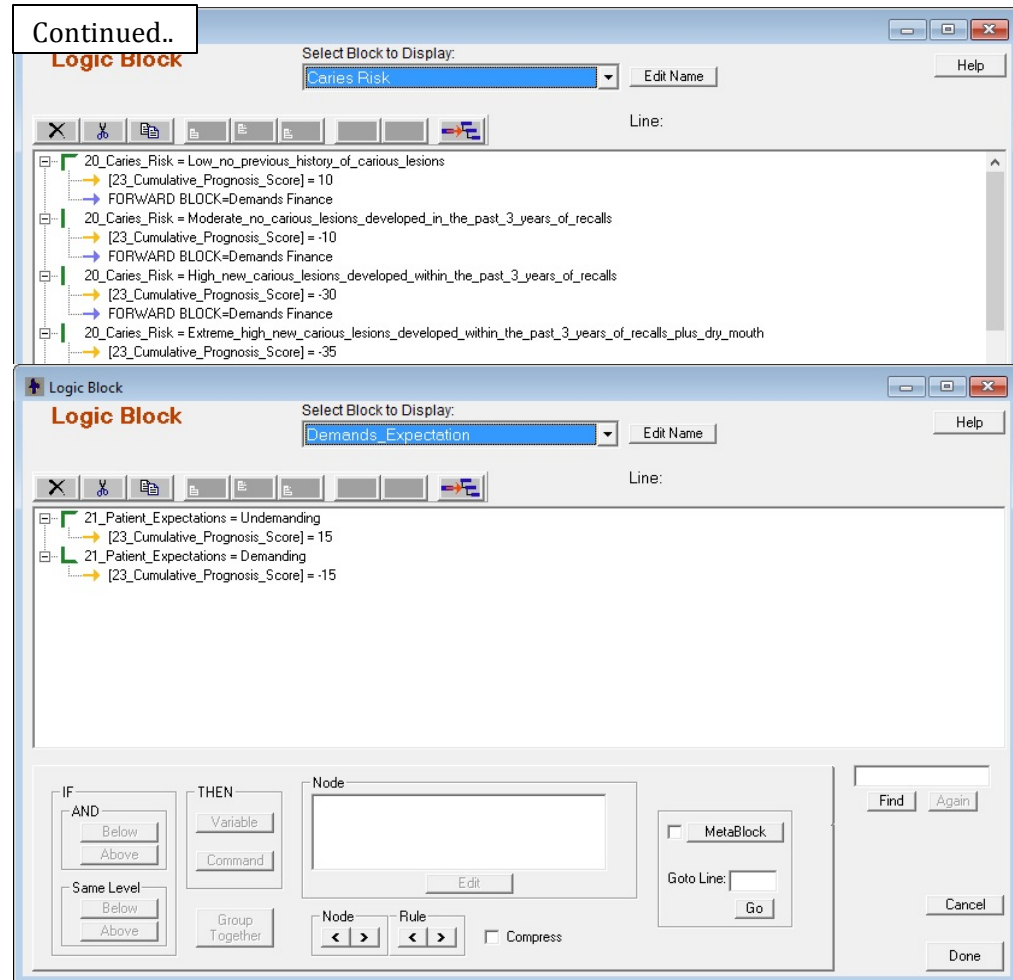 Continued..
Logic Block
Select Block to Display:
Caries Risk
Edit Name
Help
Line:
20_Caries_Risk = Low_no_previous_history_of_carious_lesions
[23_Cumulative_Prognosis_Score] = 10
FORWARD BLOCK=Demands Finance
20_Caries_Risk = Moderate_no_carious_lesions_developed_in_the_past_3_years_of_recalls
[23_Cumulative_Prognosis_Score] = -10
FORWARD BLOCK=Demands Finance
20_Caries_Risk = High_new_carious_lesions_developed_within_the_past_3_years_of_recalls
[23_Cumulative_Prognosis_Score] = -30
FORWARD BLOCK=Demands Finance
20_Caries_Risk = Extreme_high_new_carious_lesions_developed_within_the_past_3_years_of_recalls_plus_dry_mouth
[23_Cumulative_Prognosis_Score] = -35
Logic Block
Logic Block
Select Block to Display:
Demands_Expectation
Edit Name
Help
Line:
21_Patient_Expectations = Undemanding
[23_Cumulative_Prognosis_Score] = 15
21_Patient_Expectations = Demanding
[23_Cumulative_Prognosis_Score] = -15
IF
AND
Below
Above
Same Level
Below
Above
THEN
Variable
Command
Group Together
Node
Edit
Node
< >
Rule
< >
Compress
MetaBlock
Goto Line:
Go
Find
Again
Cancel
Done